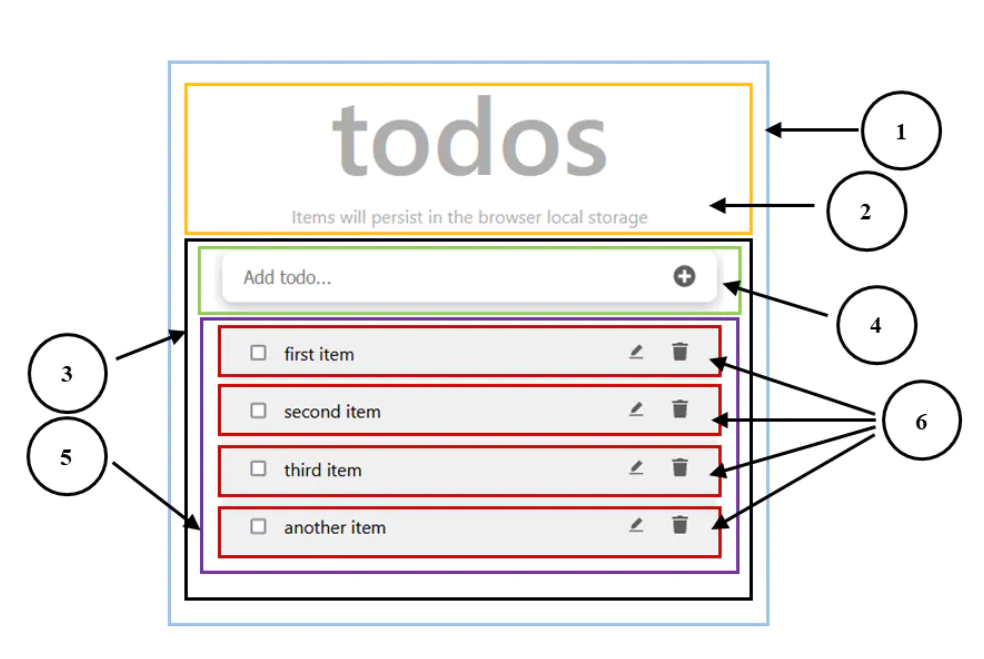 todos
1
2
Items will persist in the browser local storage
Add todo...
4
3
first item
second item
6
5
third item
another item